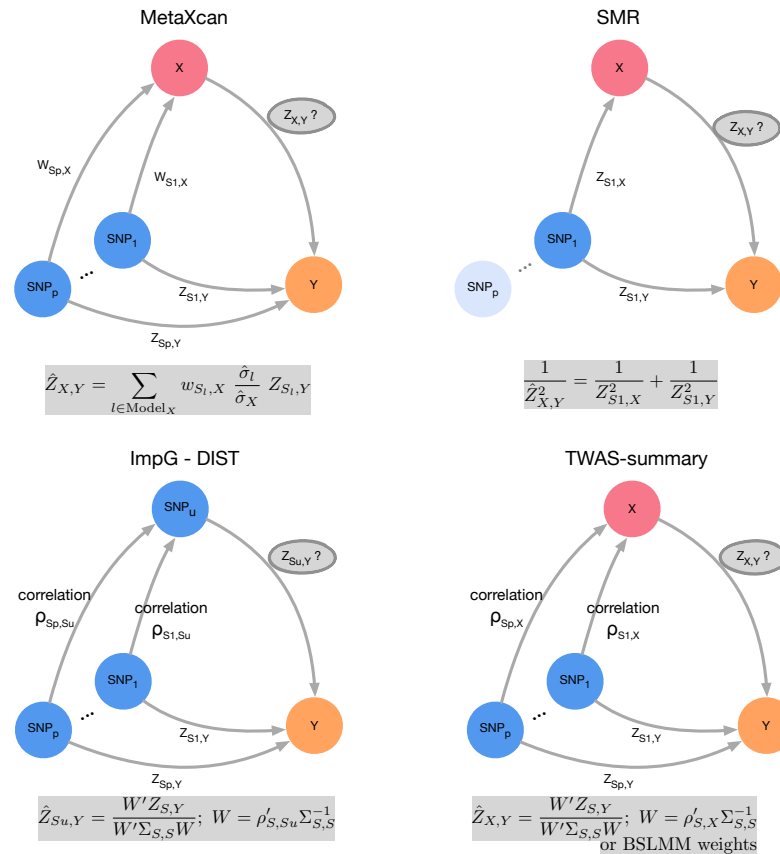 MetaXcan
X
Z_{X,Y} ?
W_{Sp,X}
W_{S1,X}
SNP_1
SNP_p
...
Y
Z_{S1,Y}
Z_{Sp,Y}
\hat{Z}_{X,Y} = \sum_{l \in Model_X} w_{S_l,X} \frac{\hat{\sigma}_l}{\hat{\sigma}_X} Z_{S_l,Y}
SMR
X
Z_{X,Y} ?
Z_{S1,X}
SNP_1
...
SNP_p
Y
Z_{S1,Y}
\frac{1}{\hat{Z}^2_{X,Y}} = \frac{1}{Z^2_{S1,X}} + \frac{1}{Z^2_{S1,Y}}
ImpG - DIST
SNP_u
Z_{Su,Y} ?
correlation
ρ_{Sp,Su}
correlation
ρ_{S1,Su}
SNP_1
...
SNP_p
Y
Z_{S1,Y}
Z_{Sp,Y}
\hat{Z}_{Su,Y} = \frac{W'Z_{S,Y}}{W'\Sigma_{S,S}W}; W = ρ'_{S,Su}\Sigma^{-1}_{S,S}
TWAS-summary
X
Z_{X,Y} ?
correlation
ρ_{Sp,X}
correlation
ρ_{S1,X}
SNP_1
...
SNP_p
Y
Z_{S1,Y}
Z_{Sp,Y}
\hat{Z}_{X,Y} = \frac{W'Z_{S,Y}}{W'\Sigma_{S,S}W}; W = ρ'_{S,X}\Sigma^{-1}_{S,S}
or BSLMM weights